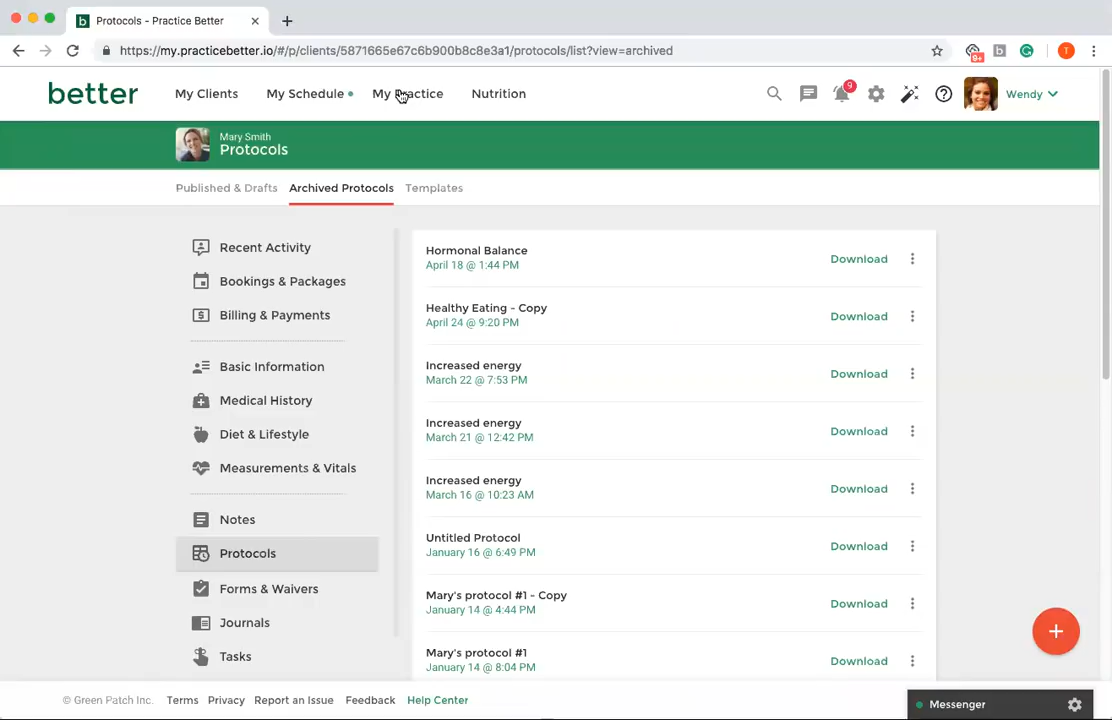 Protocols - Practice Better
https://my.practicebetter.io/#/p/clients/5871665e67c6b900b8c8e3a1/protocols/list?view=archived
9+
b
T
better
My Clients
My Schedule
My Practice
Nutrition
9
Wendy
Mary Smith
Protocols
Published & Drafts
Archived Protocols
Templates
Recent Activity
Bookings & Packages
Billing & Payments
Basic Information
Medical History
Diet & Lifestyle
Measurements & Vitals
Notes
Protocols
Forms & Waivers
Journals
Tasks
Hormonal Balance
April 18 @ 1:44 PM
Download
Healthy Eating - Copy
April 24 @ 9:20 PM
Download
Increased energy
March 22 @ 7:53 PM
Download
Increased energy
March 21 @ 12:42 PM
Download
Increased energy
March 16 @ 10:23 AM
Download
Untitled Protocol
January 16 @ 6:49 PM
Download
Mary's protocol #1 - Copy
January 14 @ 4:44 PM
Download
Mary's protocol #1
January 14 @ 8:04 PM
Download
© Green Patch Inc.
Terms
Privacy
Report an Issue
Feedback
Help Center
Messenger